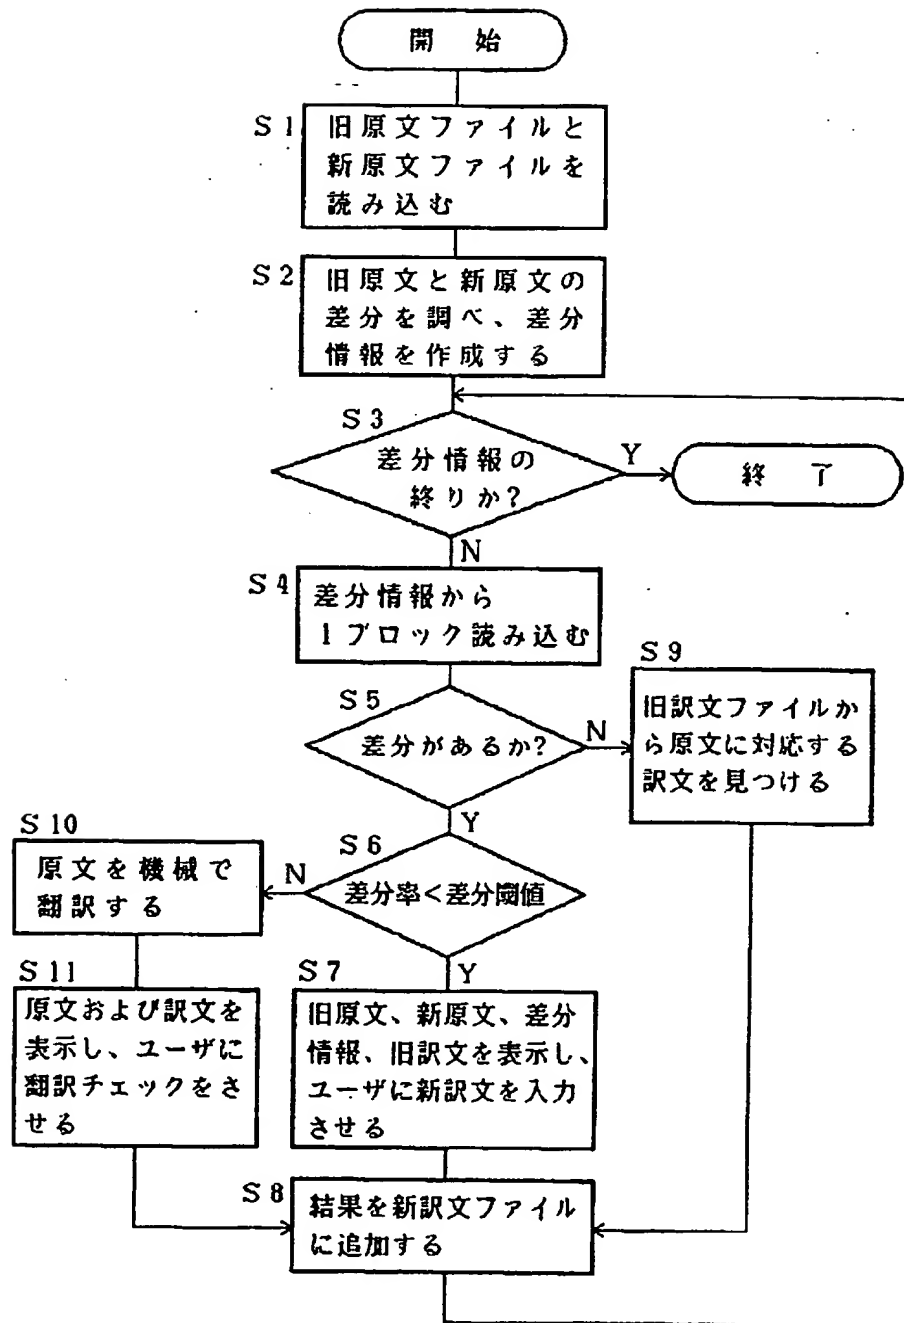 開 始
S1
旧原文ファイルと
新原文ファイルを
読み込む
S2
旧原文と新原文の
差分を調べ、差分
情報を作成する
S3
差分情報の
終りか?
Y
終 了
N
S4
差分情報から
1ブロック読み込む
S5
差分があるか?
N
S9
旧訳文ファイルか
ら原文に対応する
訳文を見つける
Y
S6
差分率<差分閾値
N
S10
原文を機械で
翻訳する
S11
原文および訳文を
表示し、ユーザに
翻訳チェックをさ
せる
Y
S7
旧原文、新原文、差分
情報、旧訳文を表示し、
ユーザに新訳文を入力
させる
S8
結果を新訳文ファイル
に追加する